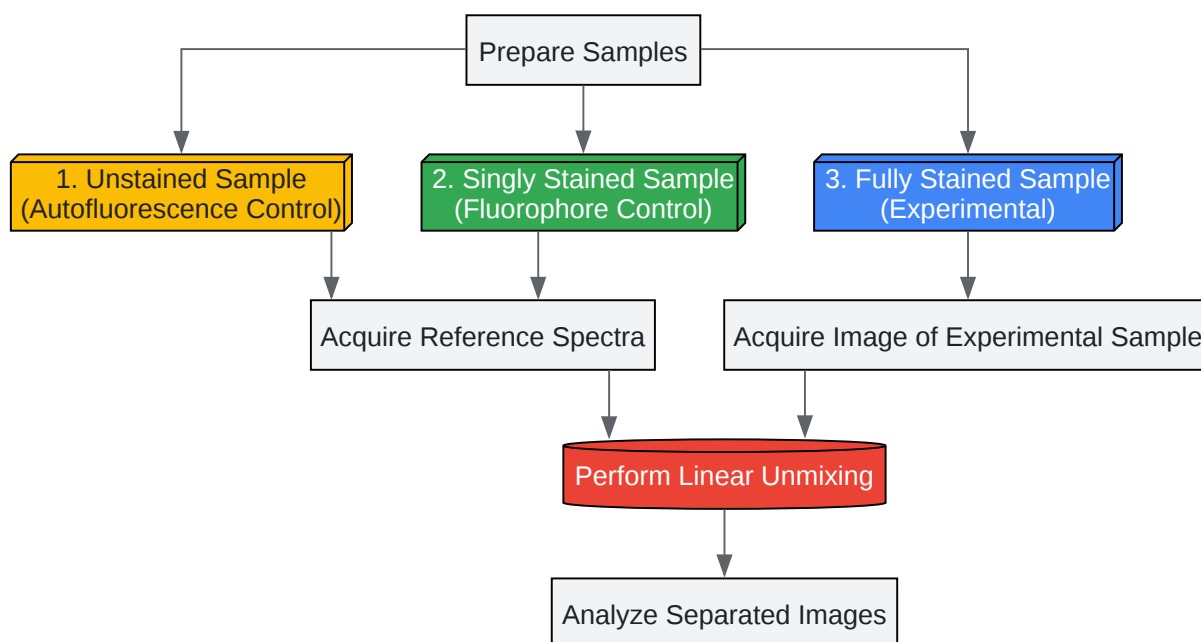 Prepare Samples
1. Unstained Sample
(Autofluorescence Control)
2. Singly Stained Sample
(Fluorophore Control)
3. Fully Stained Sample
(Experimental)
Acquire Reference Spectra
Acquire Image of Experimental Sample
Perform Linear Unmixing
Analyze Separated Images